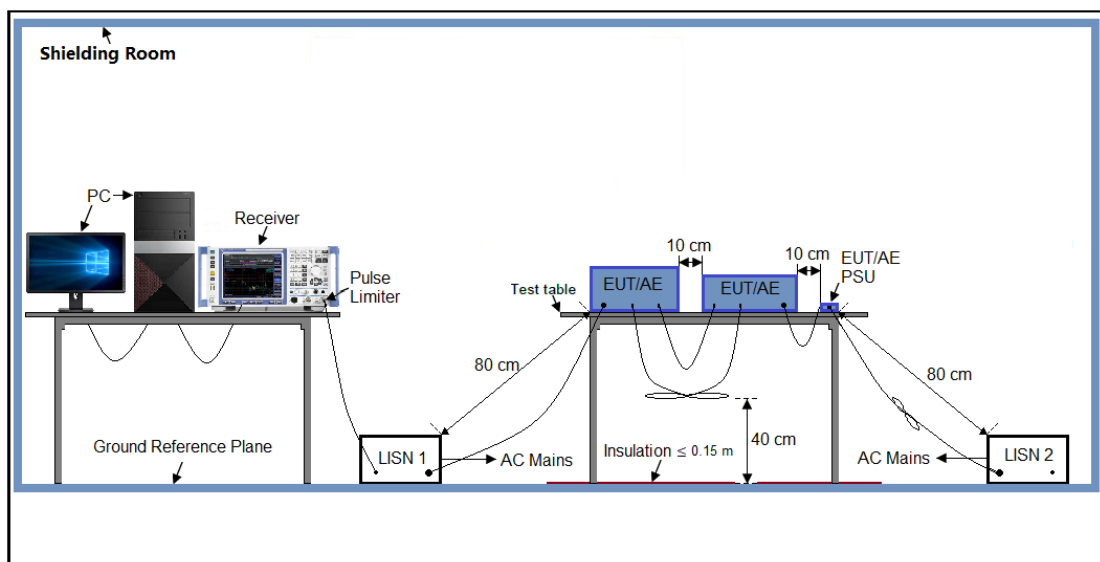 Shielding Room
PC
Receiver
Pulse
Limiter
10 cm
10 cm
EUT/AE
PSU
EUT/AE
EUT/AE
Test table
80 cm
80 cm
40 cm
Ground Reference Plane
LISN 1
AC Mains
Insulation ≤ 0.15 m
AC Mains
LISN 2